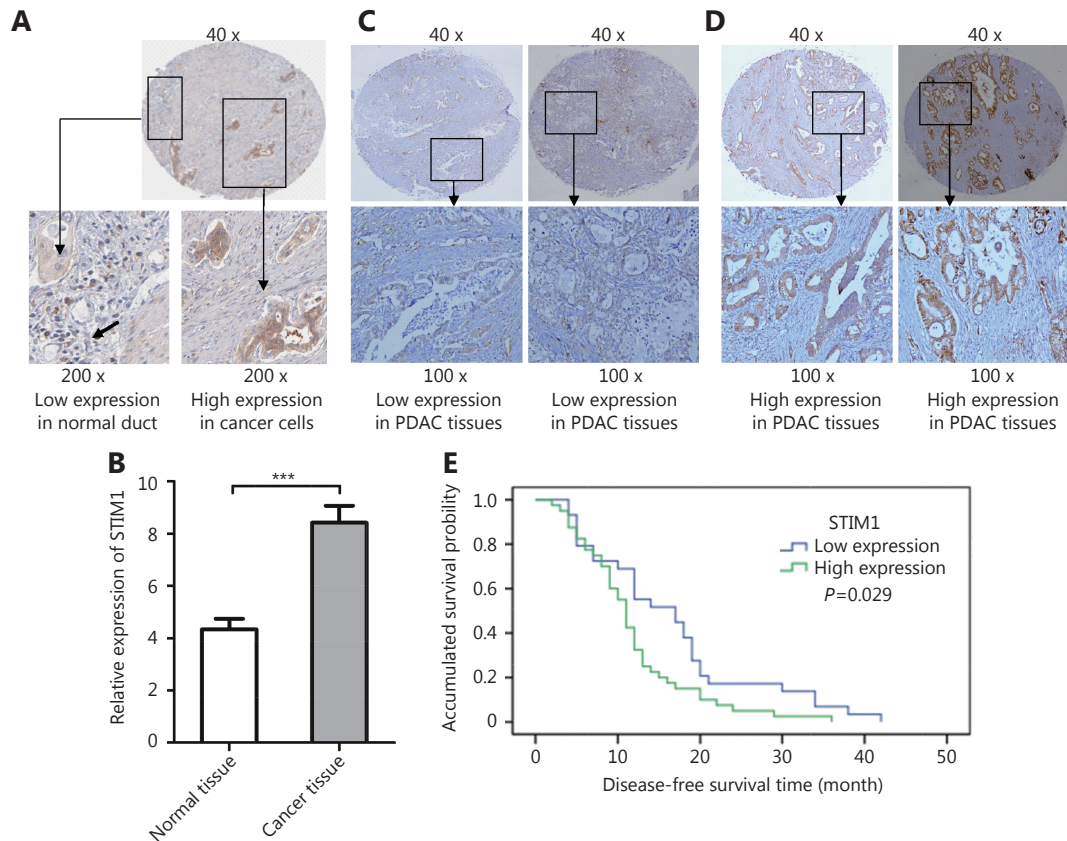 A
40 x
200 x
200 x
Low expression
in normal duct
High expression
in cancer cells
C
40 x
40 x
100 x
100 x
Low expression
in PDAC tissues
Low expression
in PDAC tissues
D
40 x
40 x
100 x
100 x
High expression
in PDAC tissues
High expression
in PDAC tissues
B
Relative expression of STIM1
10
8
6
4
2
0
***
Normal tissue
Cancer tissue
E
Accumulated survival probility
1.0
0.8
0.6
0.4
0.2
0
STIM1
Low expression
High expression
P=0.029
0 10 20 30 40 50
Disease-free survival time (month)